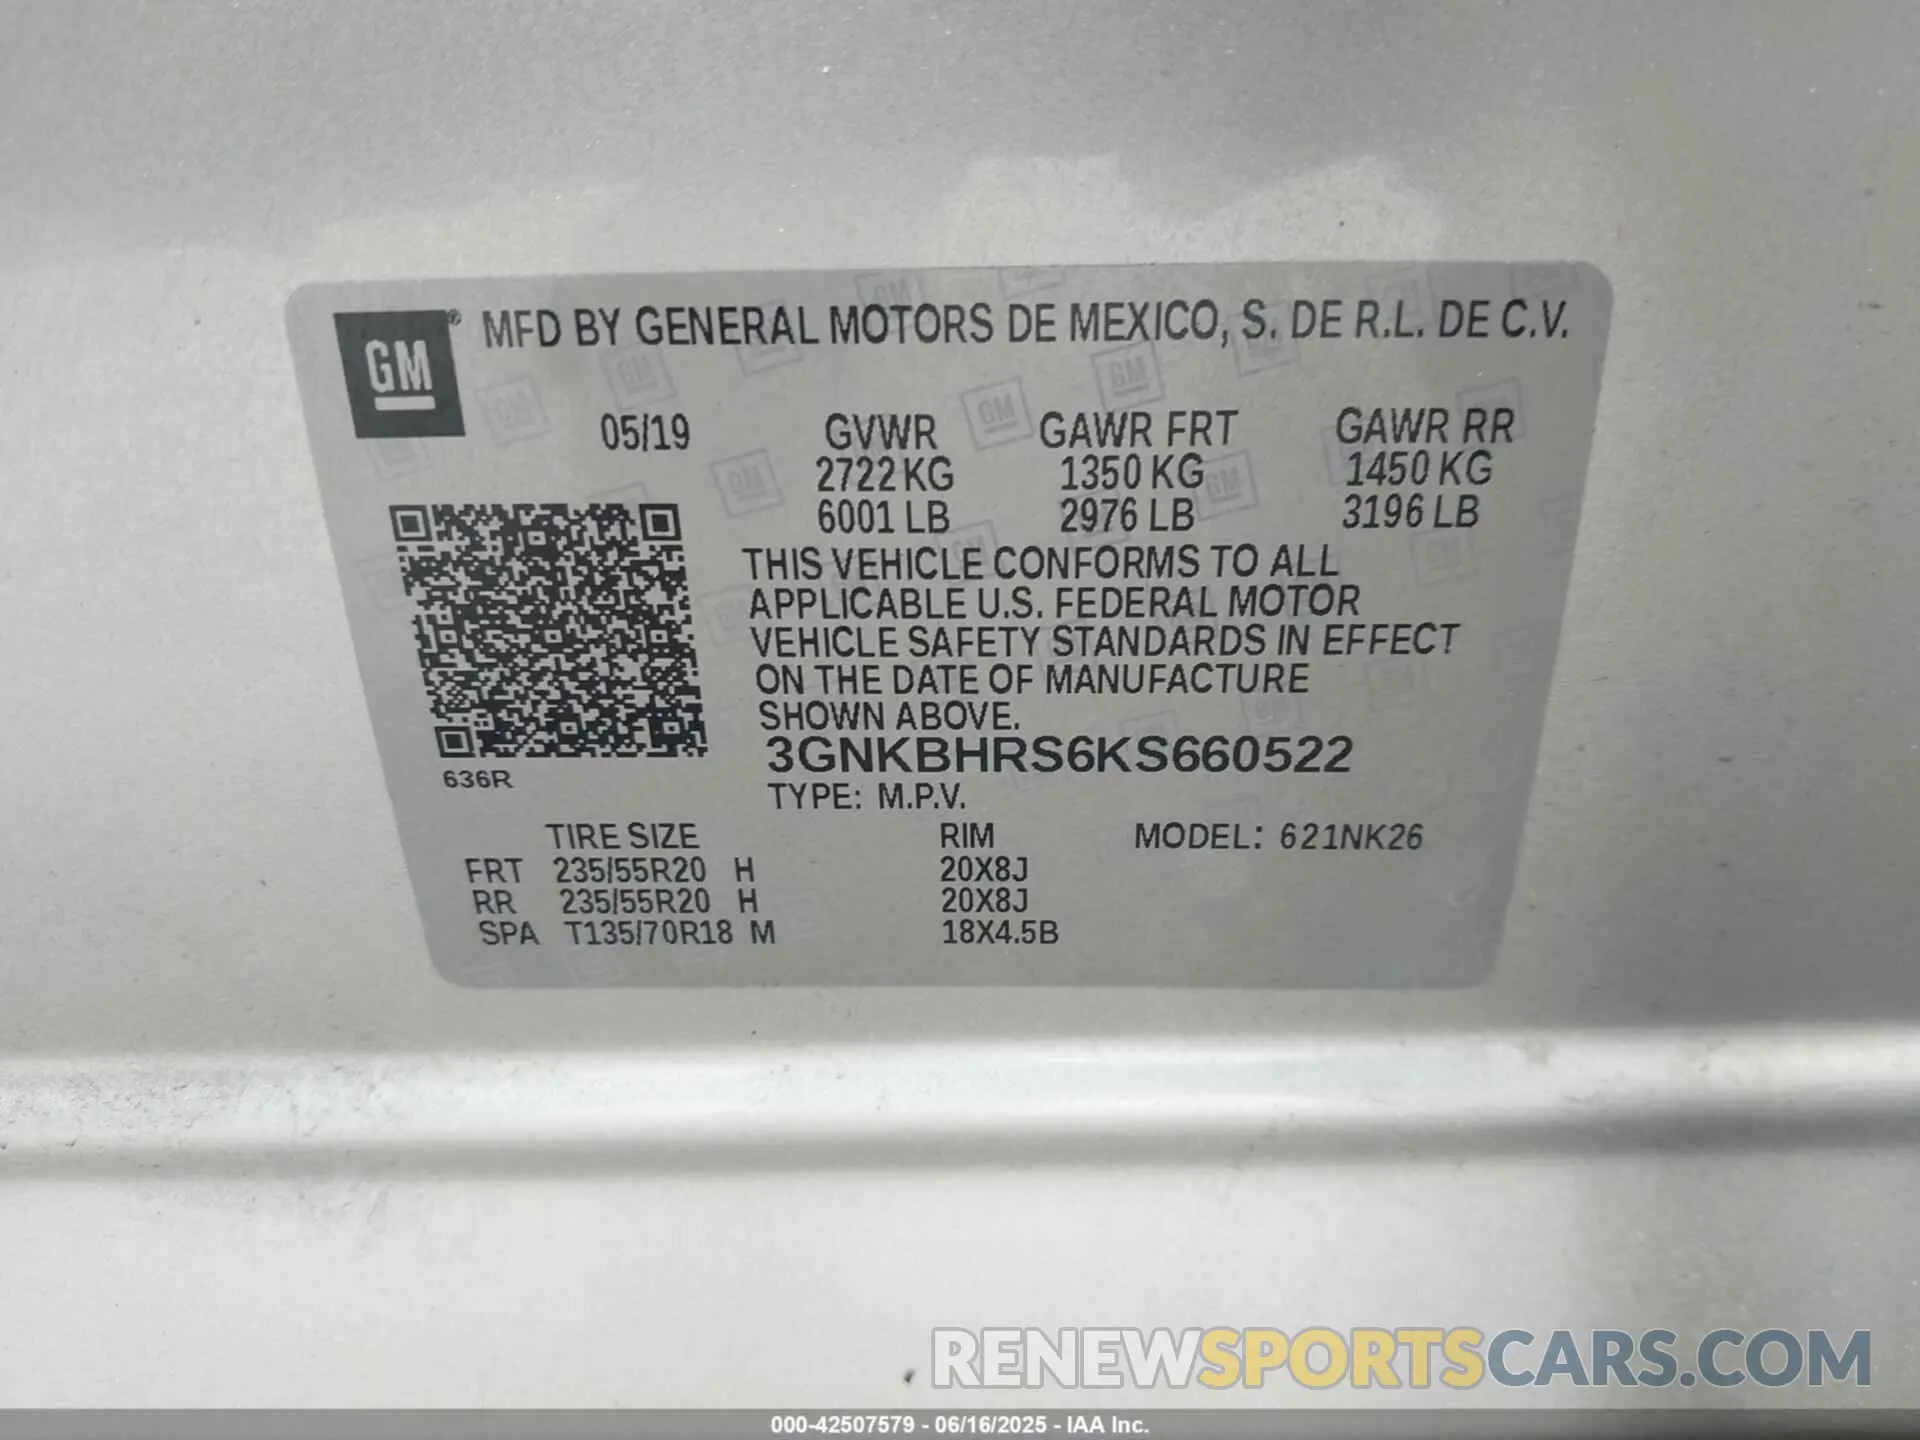 GM® MFD BY GENERAL MOTORS DE MEXICO, S. DE R.L. DE C.V.
05/19 GVWR GAWR FRT GAWR RR
2722 KG 1350 KG 1450 KG
6001 LB 2976 LB 3196 LB
THIS VEHICLE CONFORMS TO ALL
APPLICABLE U.S. FEDERAL MOTOR
VEHICLE SAFETY STANDARDS IN EFFECT
ON THE DATE OF MANUFACTURE
SHOWN ABOVE.
3GNKBHRS6KS660522
636R
TYPE: M.P.V.
TIRE SIZE RIM MODEL: 621NK26
FRT 235/55R20 H 20X8J
RR 235/55R20 H 20X8J
SPA T135/70R18 M 18X4.5B
RENEWSPORTSCARS.COM
000-42507579 - 06/16/2025 - IAA Inc.